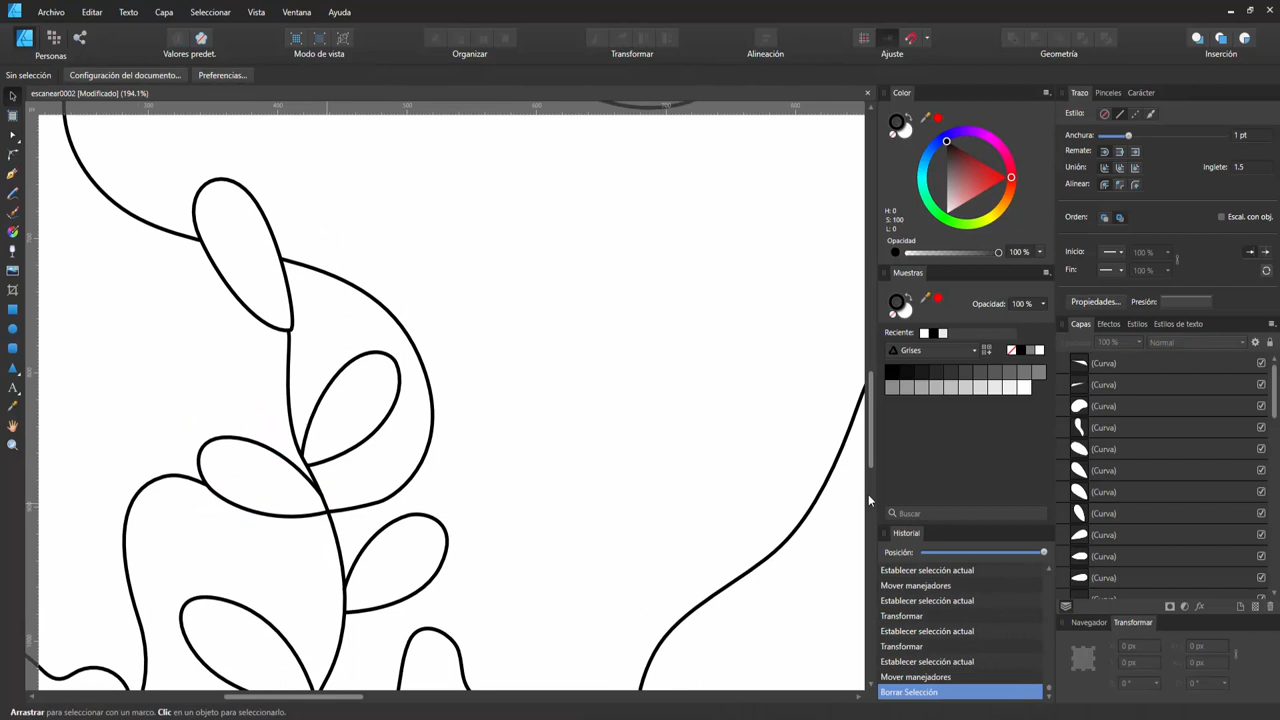 Archivo Editar Texto Capa Seleccionar Vista Ventana Ayuda
Personas Valores predet. Modo de vista Organizar Transformar Alineación Ajuste Geometría Inserción
Sin selección Configuración del documento... Preferencias...
escanear0002 [Modificado] (194.1%)
Color
H: 0
S: 100
L: 0
Opacidad
100 %
Muestras
Opacidad: 100 %
Reciente:
Grises
Buscar
Historial
Posición:
Establecer selección actual
Mover manejadores
Establecer selección actual
Transformar
Establecer selección actual
Transformar
Establecer selección actual
Mover manejadores
Borrar Selección
Trazo Pinceles Carácter
Estilo:
Anchura: 1 pt
Remate:
Unión: Inglete: 1.5
Alinear:
Orden: Escal. con obj.
Inicio: 100 %
Fin: 100 %
Propiedades... Presión:
Capas Efectos Estilos Estilos de texto
100 % Normal
(Curva)
(Curva)
(Curva)
(Curva)
(Curva)
(Curva)
(Curva)
(Curva)
(Curva)
(Curva)
(Curva)
Navegador Transformar
0 px 0 px
0 px 0 px
0 ° 0 °
Arrastrar para seleccionar con un marco. Clic en un objeto para seleccionarlo.